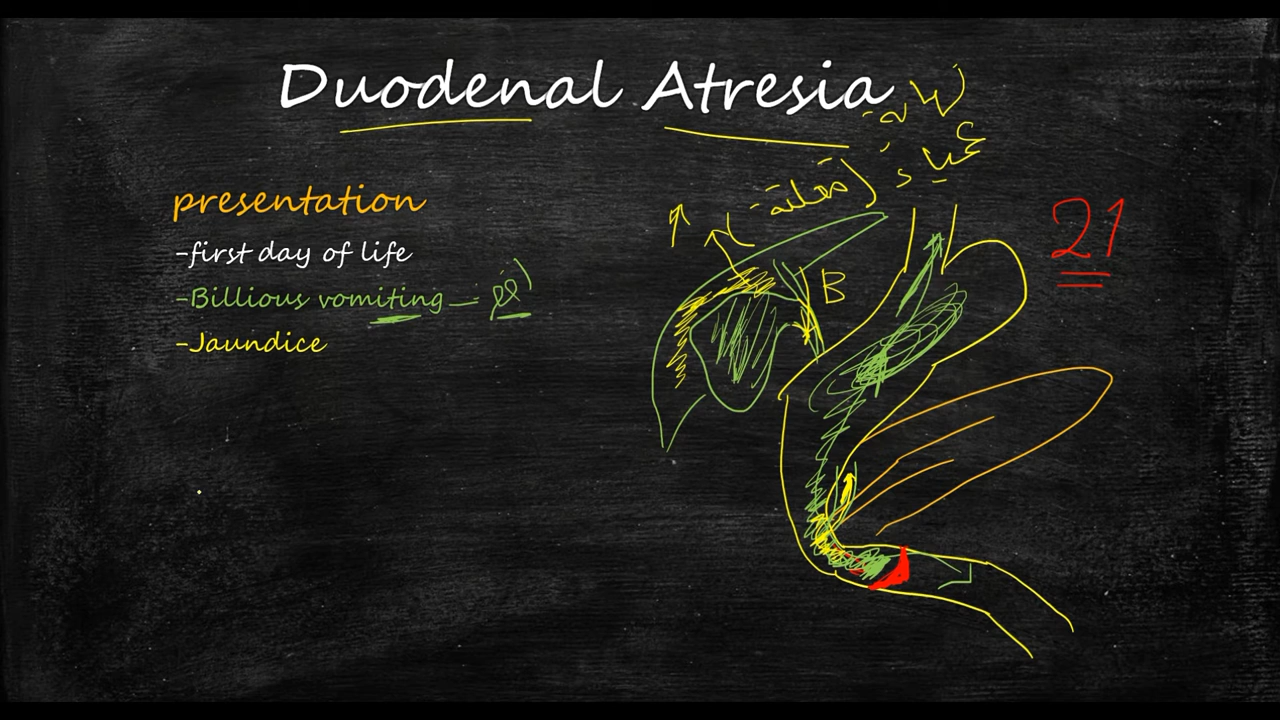 Duodenal Atresia
presentation
-first day of life
-Billious vomiting
-Jaundice
B
21